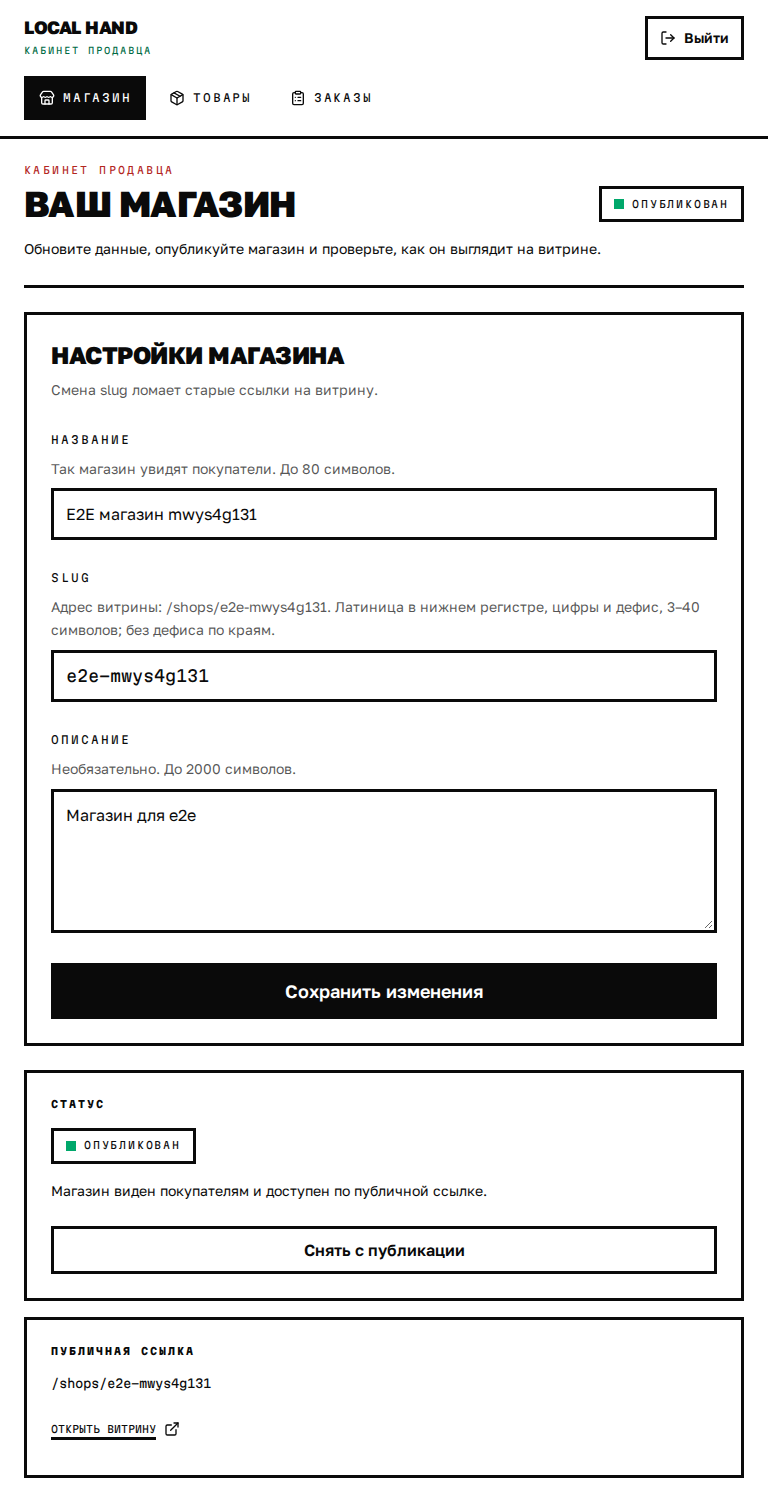 LOCAL HAND
КАБИНЕТ ПРОДАВЦА
Выйти
МАГАЗИН
ТОВАРЫ
ЗАКАЗЫ
КАБИНЕТ ПРОДАВЦА
ВАШ МАГАЗИН
ОПУБЛИКОВАН
Обновите данные, опубликуйте магазин и проверьте, как он выглядит на витрине.
НАСТРОЙКИ МАГАЗИНА
Смена slug ломает старые ссылки на витрину.
НАЗВАНИЕ
Так магазин увидят покупатели. До 80 символов.
E2E магазин mwys4g131
SLUG
Адрес витрины: /shops/e2e-mwys4g131. Латиница в нижнем регистре, цифры и дефис, 3–40
символов; без дефиса по краям.
e2e-mwys4g131
ОПИСАНИЕ
Необязательно. До 2000 символов.
Магазин для e2e
Сохранить изменения
СТАТУС
ОПУБЛИКОВАН
Магазин виден покупателям и доступен по публичной ссылке.
Снять с публикации
ПУБЛИЧНАЯ ССЫЛКА
/shops/e2e-mwys4g131
ОТКРЫТЬ ВИТРИНУ